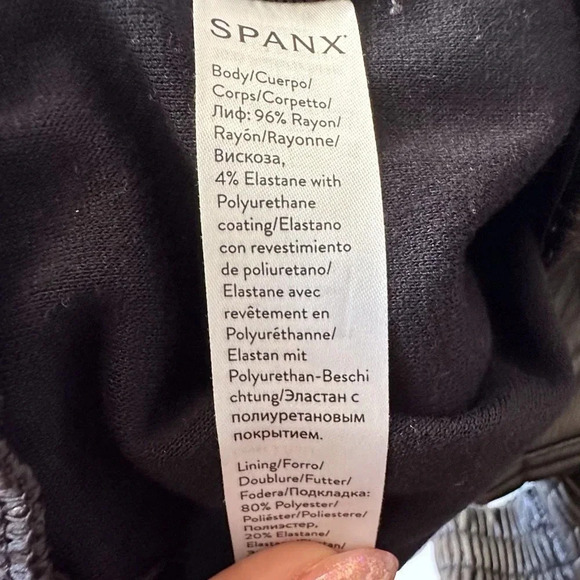 SPANX
Body/Cuerpo/
Corps/Corpetto/
Лиф: 96% Rayon/
Rayón/Rayonne/
Вискоза,
4% Elastane with
Polyurethane
coating/Elastano
con revestimiento
de poliuretano/
Elastane avec
revêtement en
Polyuréthanne/
Elastan mit
Polyurethan-Beschi
chtung/Эластан с
полиуретановым
покрытием.
Lining/Forro/
Doublure/Futter/
Fodera/Подкладка:
80% Polyester/
Poliéster/Poliestere/
Полиэстер,
20% Elastane/